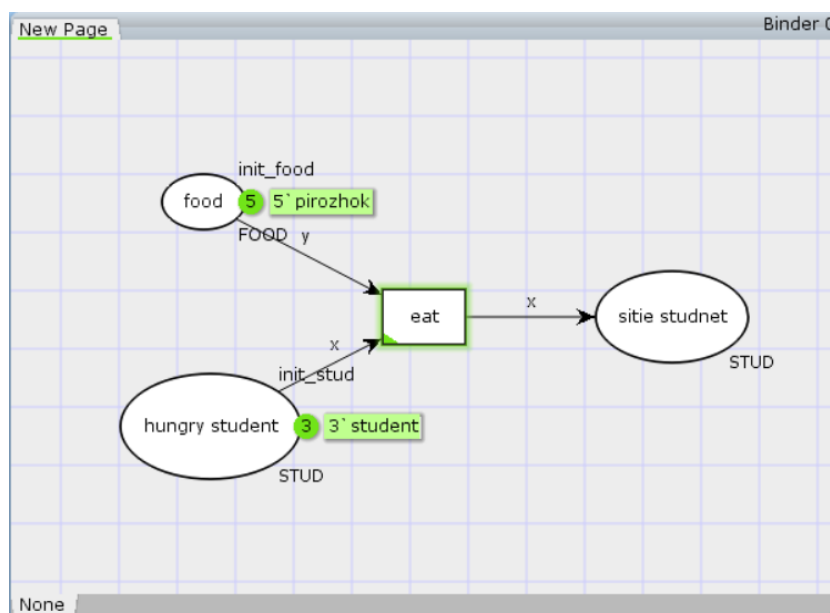 New Page
Binder 0
init_food
food
5
5`pirozhok
FOOD
y
eat
x
sitie studnet
STUD
x
init_stud
hungry student
3
3`student
STUD
None